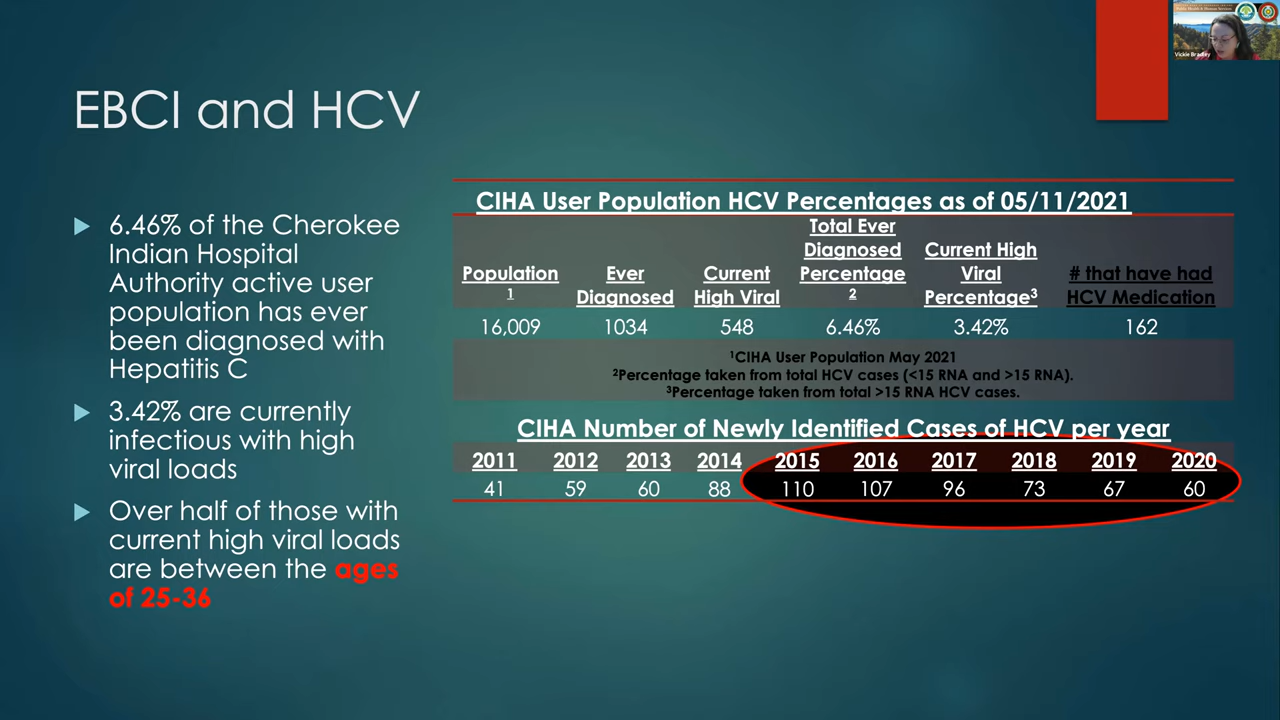 EBCI and HCV
6.46% of the Cherokee
Indian Hospital
Authority active user
population has ever
been diagnosed with
Hepatitis C
3.42% are currently
infectious with high
viral loads
Over half of those with
current high viral loads
are between the ages
of 25-36
CIHA User Population HCV Percentages as of 05/11/2021
Population 1 Ever Diagnosed Current High Viral Total Ever Diagnosed Percentage 2 Current High Viral Percentage3 # that have had HCV Medication
16,009 1034 548 6.46% 3.42% 162
1CIHA User Population May 2021
2Percentage taken from total HCV cases (<15 RNA and >15 RNA).
3Percentage taken from total >15 RNA HCV cases.
CIHA Number of Newly Identified Cases of HCV per year
2011 2012 2013 2014 2015 2016 2017 2018 2019 2020
41 59 60 88 110 107 96 73 67 60
Vickie Bradley